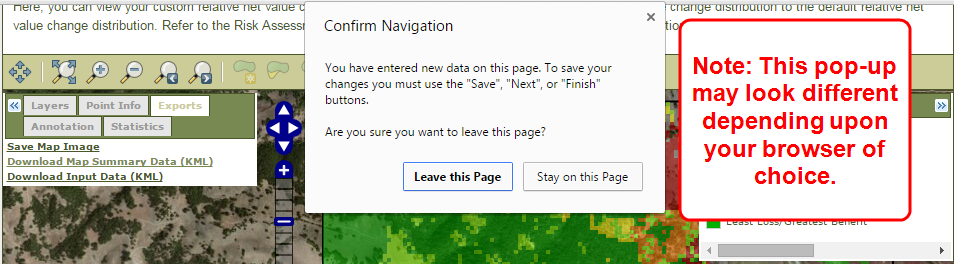 Here, you can view your custom relative net value c
change distribution to the default relative net
value change distribution. Refer to the Risk Assessm
Confirm Navigation
You have entered new data on this page. To save your
changes you must use the "Save", "Next", or "Finish"
buttons.
Are you sure you want to leave this page?
Leave this Page
Stay on this Page
Note: This pop-up
may look different
depending upon
your browser of
choice.
Layers
Point Info
Exports
Annotation
Statistics
Save Map Image
Download Map Summary Data (KML)
Download Input Data (KML)
Least Loss/Greatest Benefit